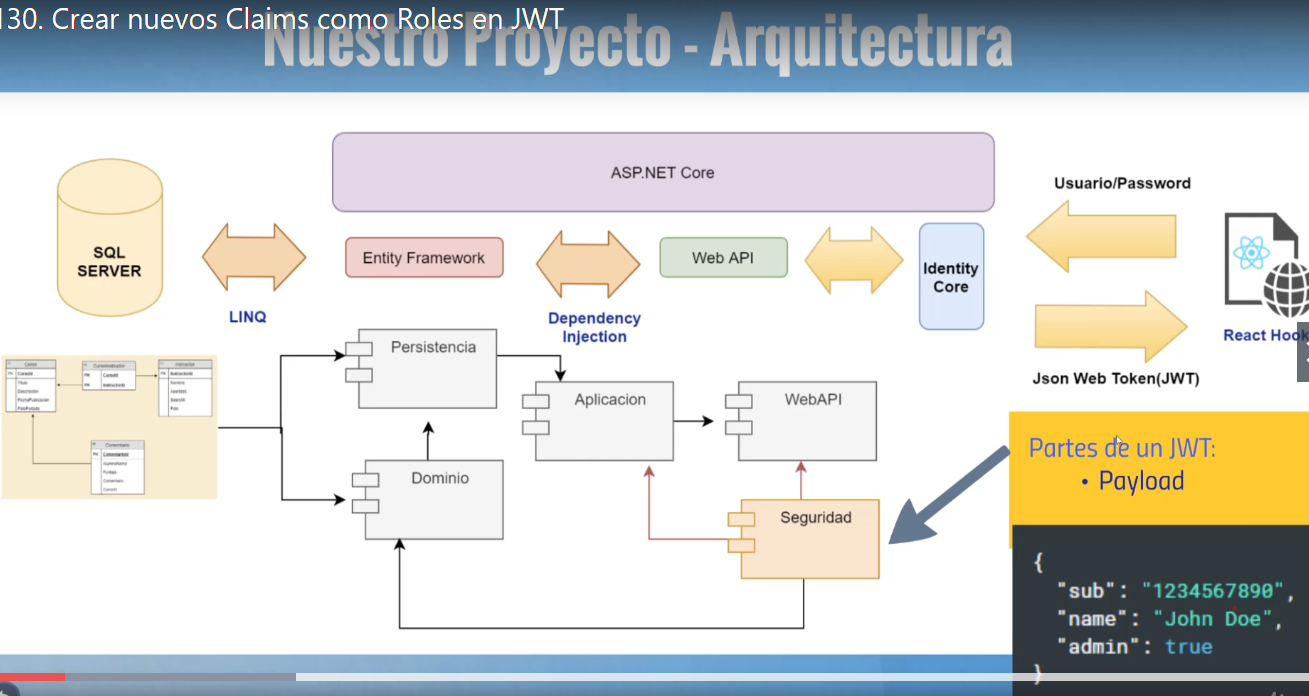 130. Crear nuevos Claims como Roles en JWT
Nuestro Proyecto - Arquitectura
ASP.NET Core
Usuario/Password
SQL
SERVER
Entity Framework
Web API
Identity
Core
LINQ
Dependency
Injection
React Hook
Json Web Token(JWT)
Persistencia
Aplicacion
WebAPI
Dominio
Seguridad
Partes de un JWT:
• Payload
{
"sub": "1234567890",
"name": "John Doe",
"admin": true
}